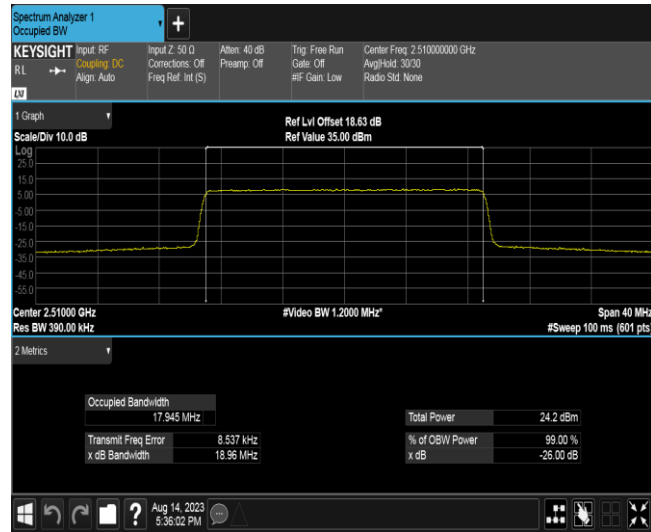 Spectrum Analyzer 1
Occupied BW
+
KEYSIGHT
RL
LXI
Input: RF
Coupling: DC
Align: Auto
Input Z: 50 Ω
Corrections: Off
Freq Ref: Int (S)
Atten: 40 dB
Preamp: Off
Trig: Free Run
Gate: Off
#IF Gain: Low
Center Freq: 2.510000000 GHz
Avg|Hold: 30/30
Radio Std: None
1 Graph
Scale/Div 10.0 dB
Ref Lvl Offset 18.63 dB
Ref Value 35.00 dBm
Log
25.0
15.0
5.00
-5.00
-15.0
-25.0
-35.0
-45.0
-55.0
Center 2.51000 GHz
Res BW 390.00 kHz
#Video BW 1.2000 MHz*
Span 40 MHz
#Sweep 100 ms (601 pts)
2 Metrics
Occupied Bandwidth
17.945 MHz
Transmit Freq Error 8.537 kHz
x dB Bandwidth 18.96 MHz
Total Power 24.2 dBm
% of OBW Power 99.00 %
x dB -26.00 dB
?
Aug 14, 2023
5:36:02 PM